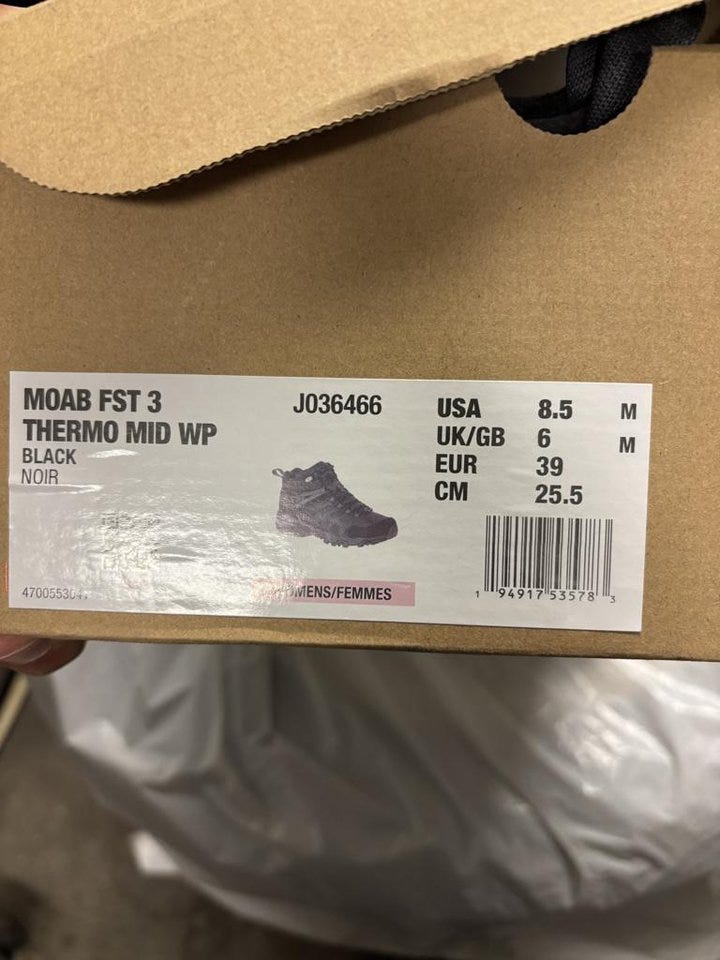 MOAB FST 3
THERMO MID WP
BLACK
NOIR
J036466
USA 8.5 M
UK/GB 6 M
EUR 39
CM 25.5
/FEMMES
1 94917 53578 3